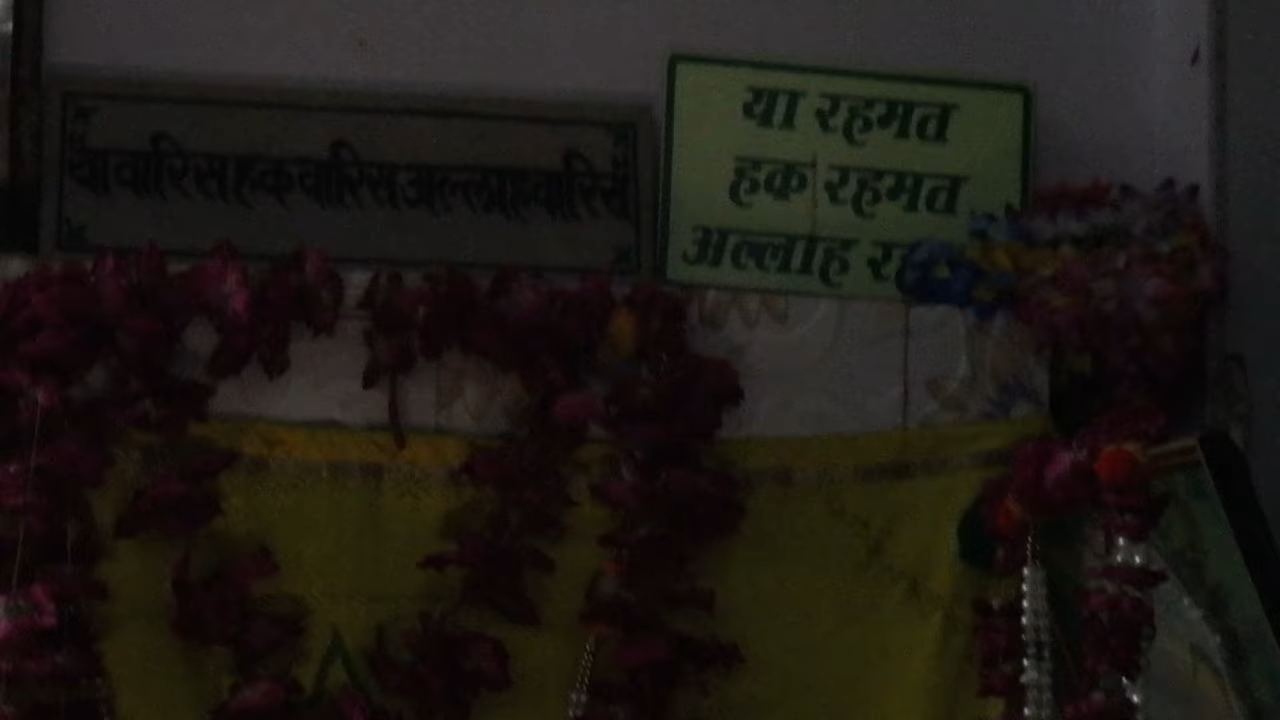 या वारिस हक वारिस अल्लाह वारिस
या रहमत
हक रहमत
अल्लाह